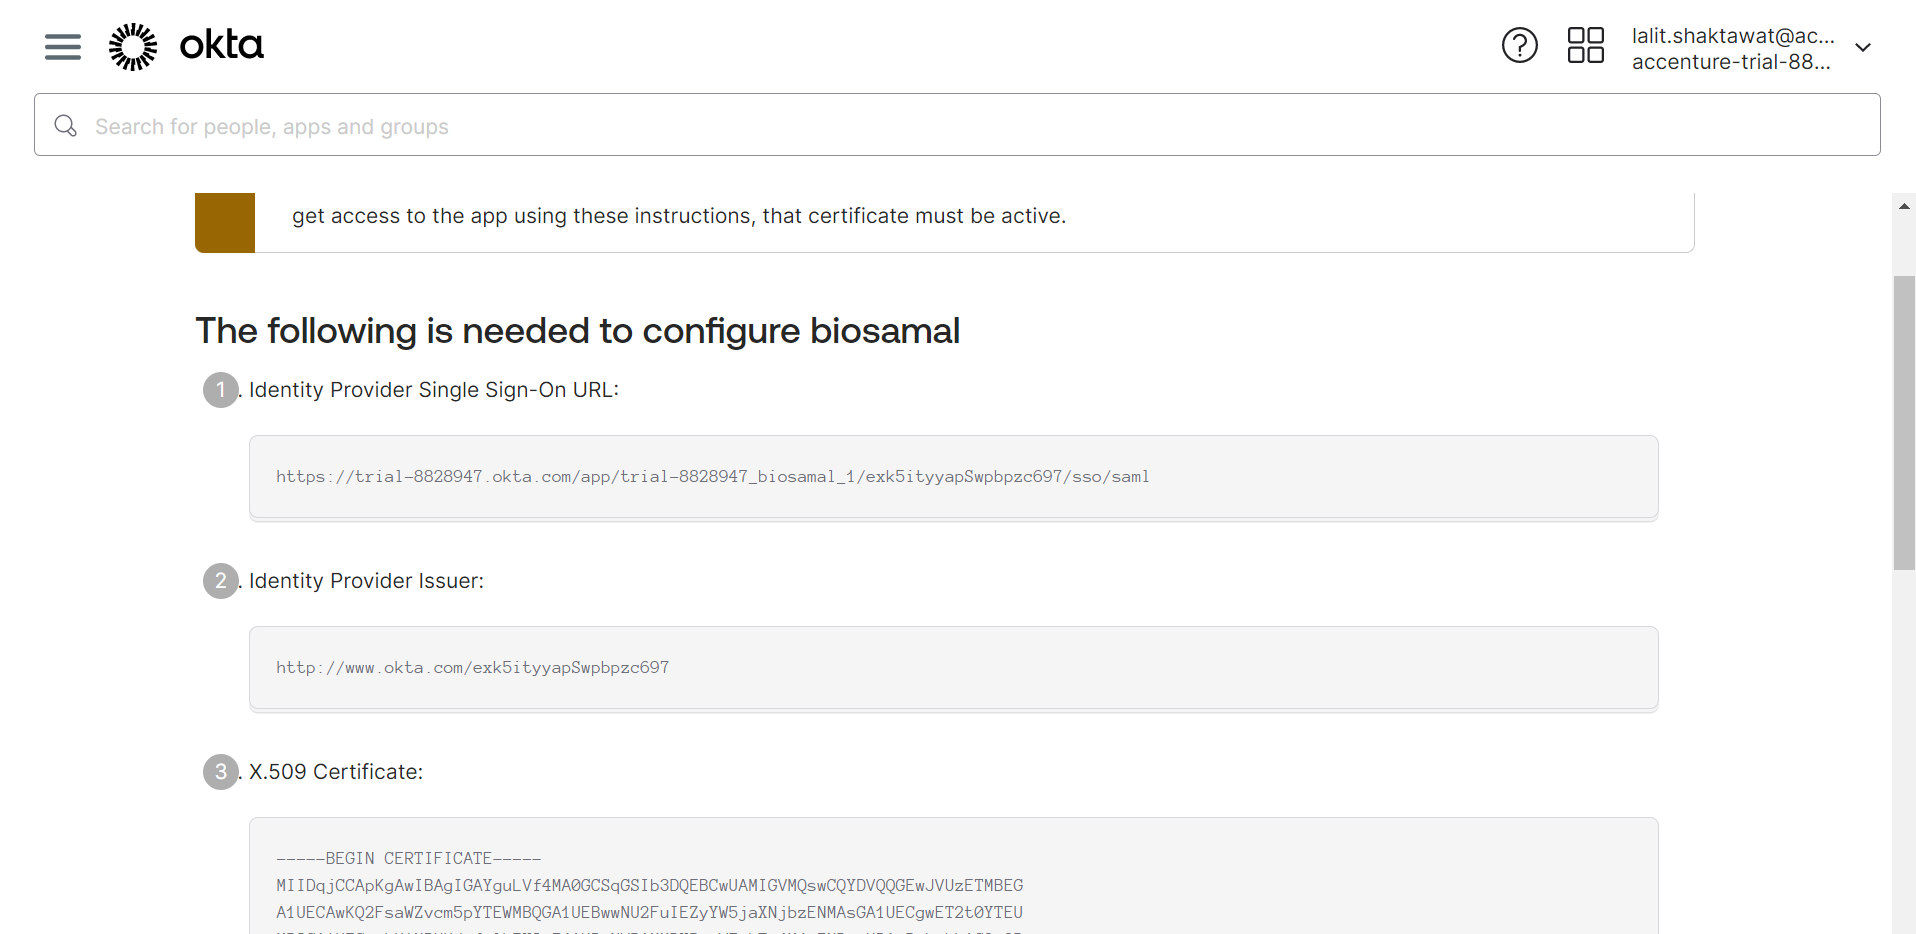 okta
lalit.shaktawat@ac...
accenture-trial-88...
Search for people, apps and groups
get access to the app using these instructions, that certificate must be active.
The following is needed to configure biosamal
1. Identity Provider Single Sign-On URL:
https://trial-8828947.okta.com/app/trial-8828947_biosamal_1/exk5ityyapSwpbpzc697/sso/saml
2. Identity Provider Issuer:
http://www.okta.com/exk5ityyapSwpbpzc697
3. X.509 Certificate:
-----BEGIN CERTIFICATE-----
MIIDqjCCApKgAwIBAgIGAYguLVf4MA0GCSqGSIb3DQEBCwUAMIGVMQswCQYDVQQGEwJVUzETMBEG
A1UECAwKQ2FsaWZvcm5pYTEWMBQGA1UEBwwNU2FuIEZyYW5jaXNjbzENMAsGA1UECgwET2t0YTEU